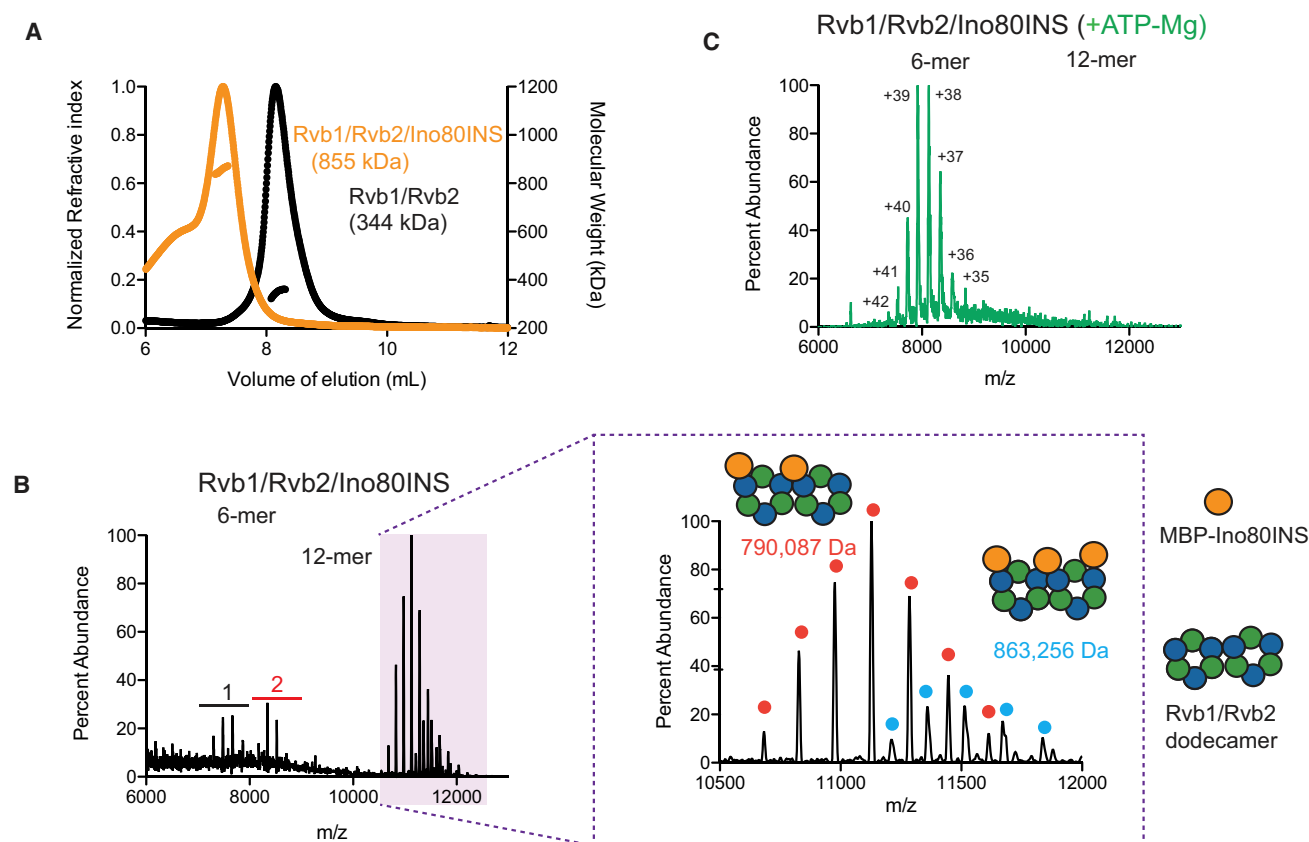 A
Normalized Refractive index
1.0
0.8
0.6
0.4
0.2
0.0
6
8
10
12
Volume of elution (mL)
1200
1000
800
600
400
200
Molecular Weight (kDa)
Rvb1/Rvb2/Ino80INS
(855 kDa)
Rvb1/Rvb2
(344 kDa)
C
Rvb1/Rvb2/Ino80INS (+ATP-Mg)
6-mer
12-mer
Percent Abundance
100
80
60
40
20
0
+39
+38
+37
+40
+36
+41
+35
+42
6000
8000
10000
12000
m/z
B
Rvb1/Rvb2/Ino80INS
6-mer
12-mer
Percent Abundance
100
80
60
40
20
0
1
2
6000
8000
10000
12000
m/z
Percent Abundance
100
80
60
40
20
0
790,087 Da
863,256 Da
10500
11000
11500
12000
m/z
MBP-Ino80INS
Rvb1/Rvb2
dodecamer